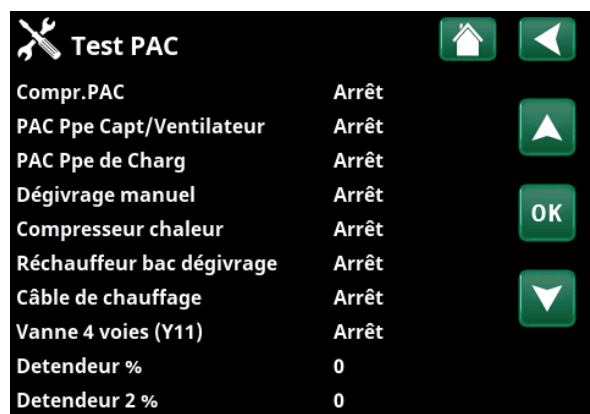 Test PAC
Compr.PAC Arrêt
PAC Ppe Capt/Ventilateur Arrêt
PAC Ppe de Charg Arrêt
Dégivrage manuel Arrêt
OK
Compresseur chaleur Arrêt
Réchauffeur bac dégivrage Arrêt
Câble de chauffage Arrêt
Vanne 4 voies (Y11) Arrêt
Detendeur % 0
Detendeur 2 % 0